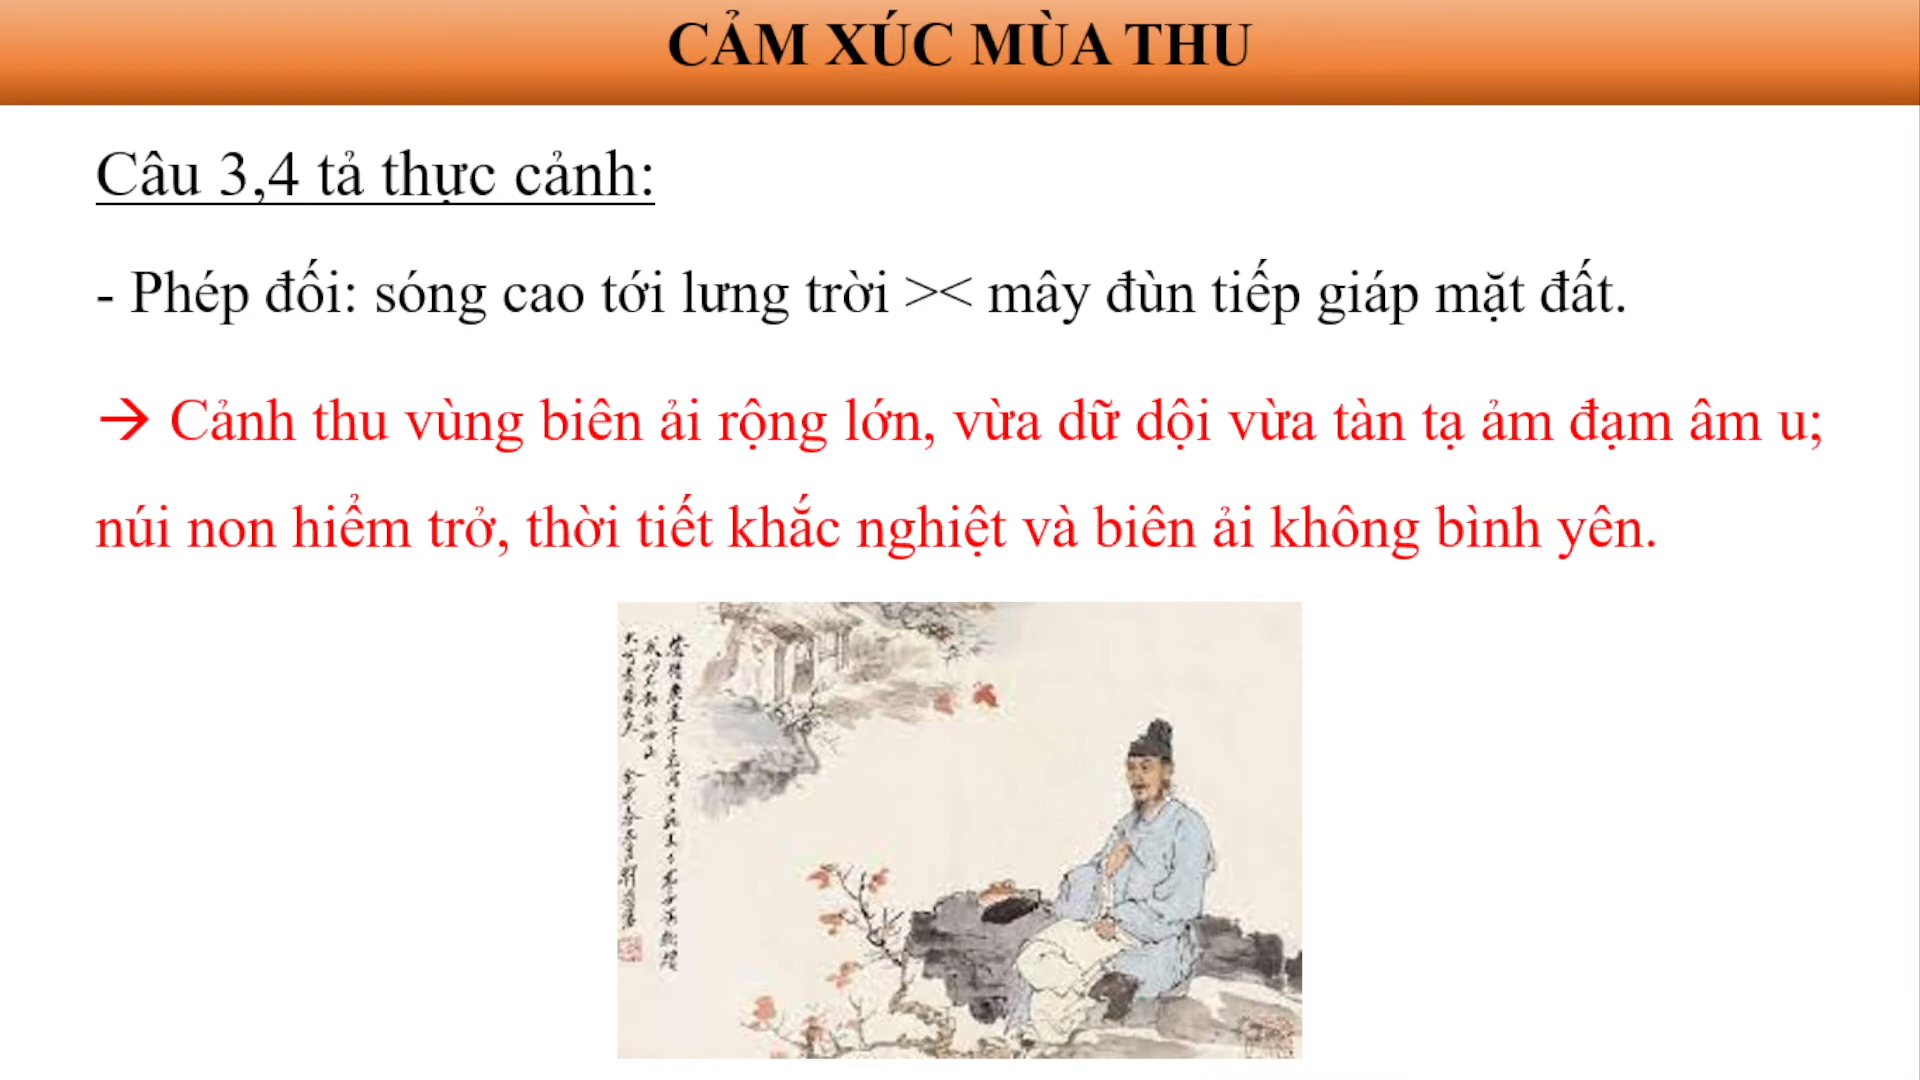 CẢM XÚC MÙA THU
Câu 3,4 tả thực cảnh:
- Phép đối: sóng cao tới lưng trời >< mây đùn tiếp giáp mặt đất.
→ Cảnh thu vùng biên ải rộng lớn, vừa dữ dội vừa tàn tạ ảm đạm âm u;
núi non hiểm trở, thời tiết khắc nghiệt và biên ải không bình yên.